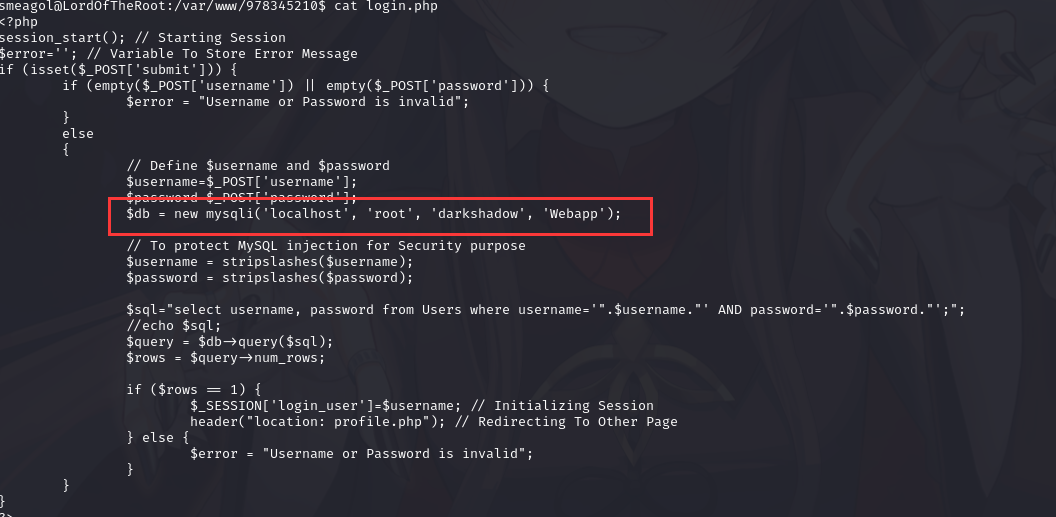 smeagol@LordOfTheRoot:/var/www/978345210$ cat login.php
<?php
session_start(); // Starting Session
$error=''; // Variable To Store Error Message
if (isset($_POST['submit'])) {
        if (empty($_POST['username']) || empty($_POST['password'])) {
                $error = "Username or Password is invalid";
        }
        else
        {
                // Define $username and $password
                $username=$_POST['username'];
                $password=$_POST['password'];
                $db = new mysqli('localhost', 'root', 'darkshadow', 'Webapp');

                // To protect MySQL injection for Security purpose
                $username = stripslashes($username);
                $password = stripslashes($password);

                $sql="select username, password from Users where username='".$username."' AND password='".$password."';";
                //echo $sql;
                $query = $db->query($sql);
                $rows = $query->num_rows;

                if ($rows == 1) {
                        $_SESSION['login_user']=$username; // Initializing Session
                        header("location: profile.php"); // Redirecting To Other Page
                } else {
                        $error = "Username or Password is invalid";
                }
        }
}
?>